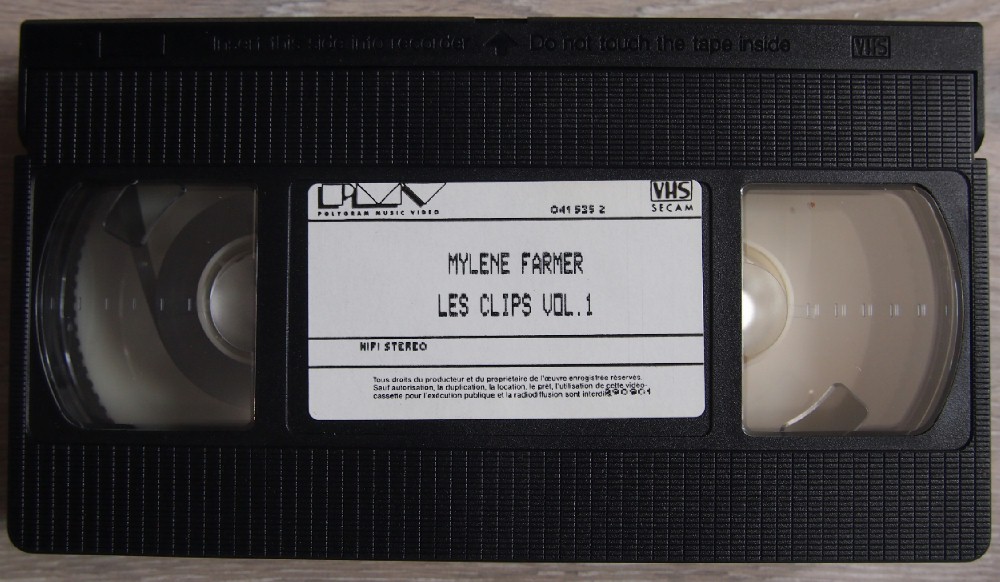 Insert this side into recorder Do not touch the tape inside VHS
PMV VHS
POLYGRAM MUSIC VIDEO 041 535 2 SECAM
MYLENE FARMER
LES CLIPS VOL.1
HIFI STEREO
Tous droits du producteur et du propriétaire de l'œuvre enregistrée réservés.
Sauf autorisation, la duplication, la location, le prêt, l'utilisation de cette vidéo-
cassette pour l'exécution publique et la radiodiffusion sont interdits